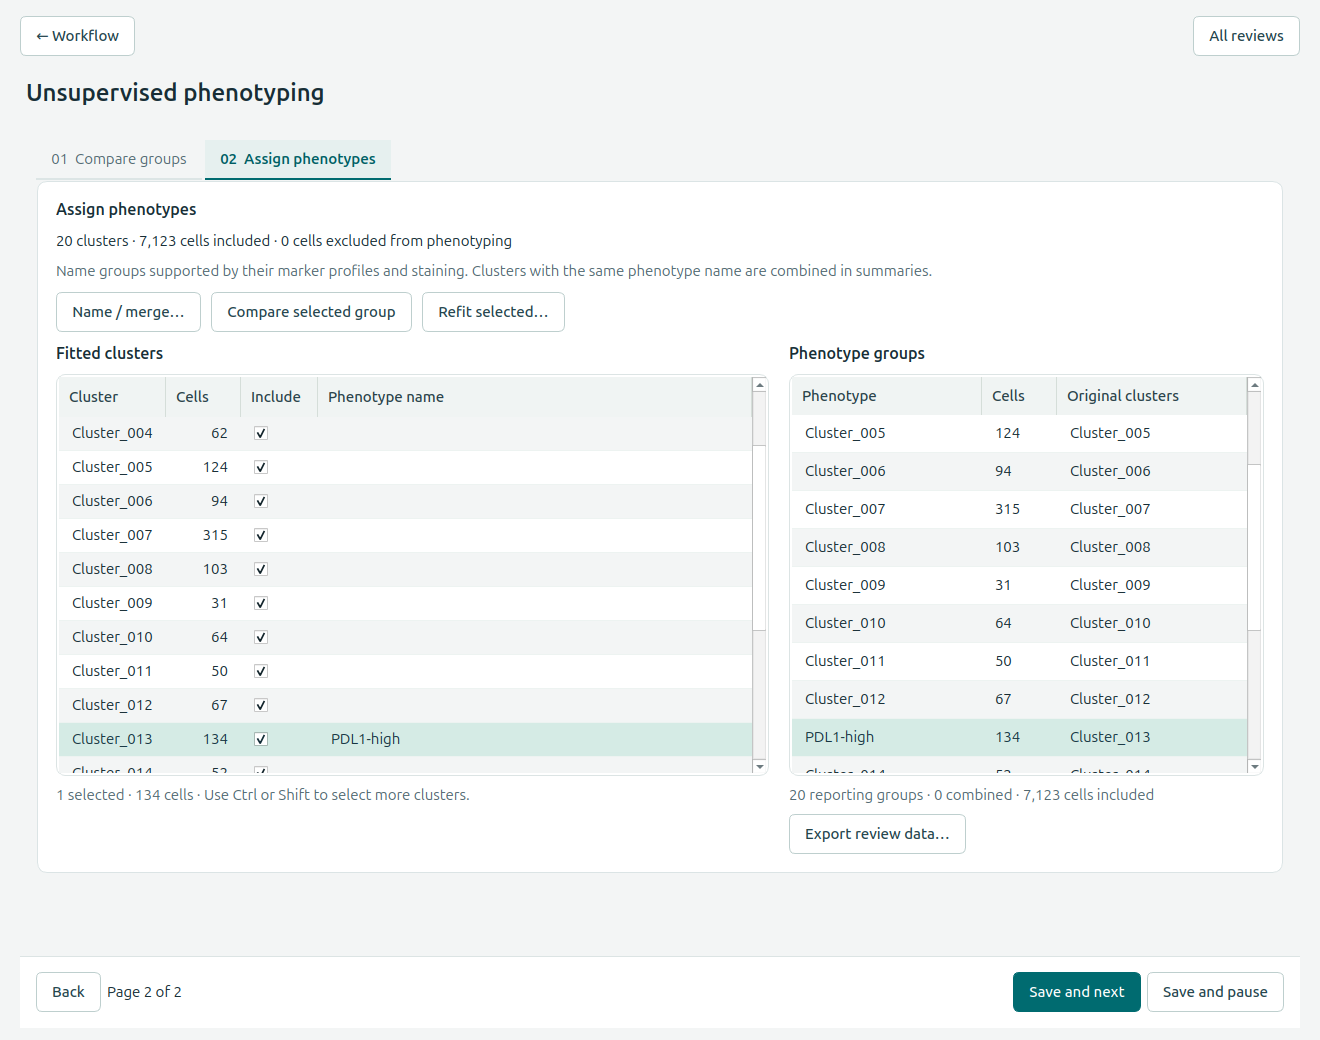 ← Workflow
All reviews
Unsupervised phenotyping
01 Compare groups
02 Assign phenotypes
Assign phenotypes
20 clusters · 7,123 cells included · 0 cells excluded from phenotyping
Name groups supported by their marker profiles and staining. Clusters with the same phenotype name are combined in summaries.
Name / merge...
Compare selected group
Refit selected...
Fitted clusters
Cluster Cells Include Phenotype name
Cluster_004 62
Cluster_005 124
Cluster_006 94
Cluster_007 315
Cluster_008 103
Cluster_009 31
Cluster_010 64
Cluster_011 50
Cluster_012 67
Cluster_013 134 PDL1-high
Cluster_014 52
1 selected · 134 cells · Use Ctrl or Shift to select more clusters.
Phenotype groups
Phenotype Cells Original clusters
Cluster_005 124 Cluster_005
Cluster_006 94 Cluster_006
Cluster_007 315 Cluster_007
Cluster_008 103 Cluster_008
Cluster_009 31 Cluster_009
Cluster_010 64 Cluster_010
Cluster_011 50 Cluster_011
Cluster_012 67 Cluster_012
PDL1-high 134 Cluster_013
Cluster_014 52 Cluster_014
20 reporting groups · 0 combined · 7,123 cells included
Export review data...
Back
Page 2 of 2
Save and next
Save and pause